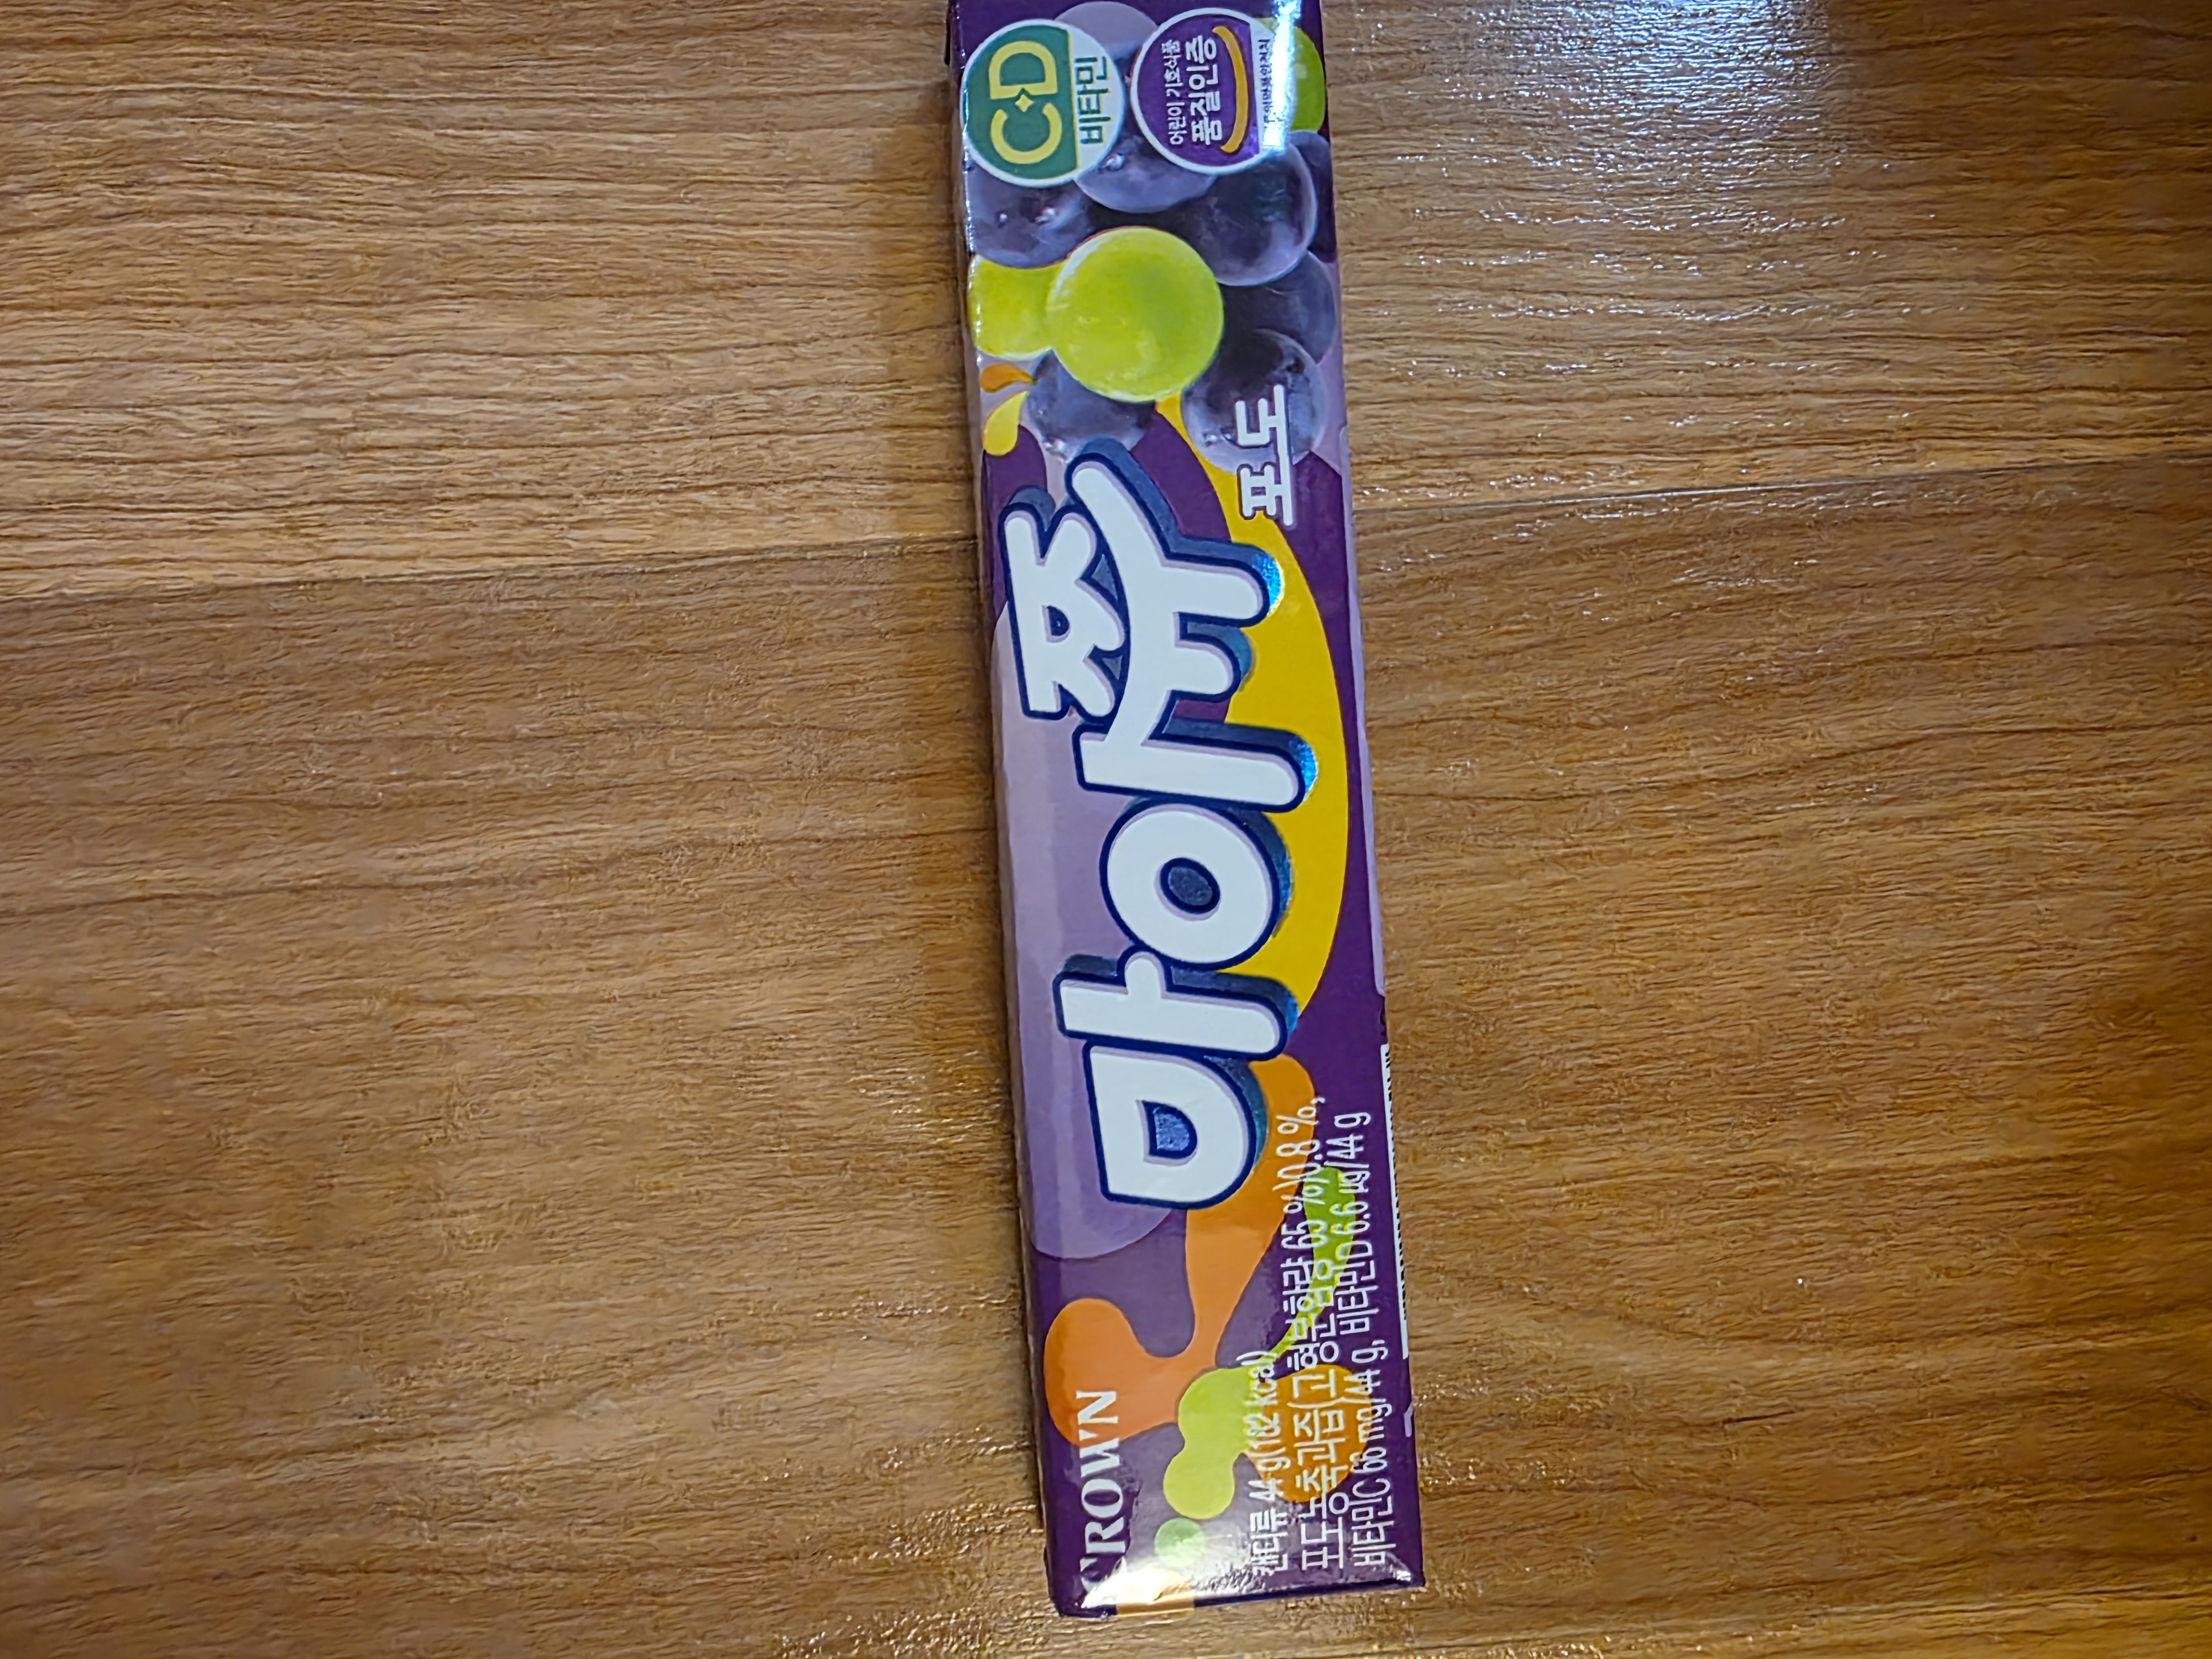 CROWN
마이쮸
포도
C·D
비타민
어린이 기호식품
품질인증
캔디류 44 g(182 kcal)
포도농축과즙(고형분함량 65 %)0.8 %,
비타민C 66 mg/44 g, 비타민D 6.6 µg/44 g